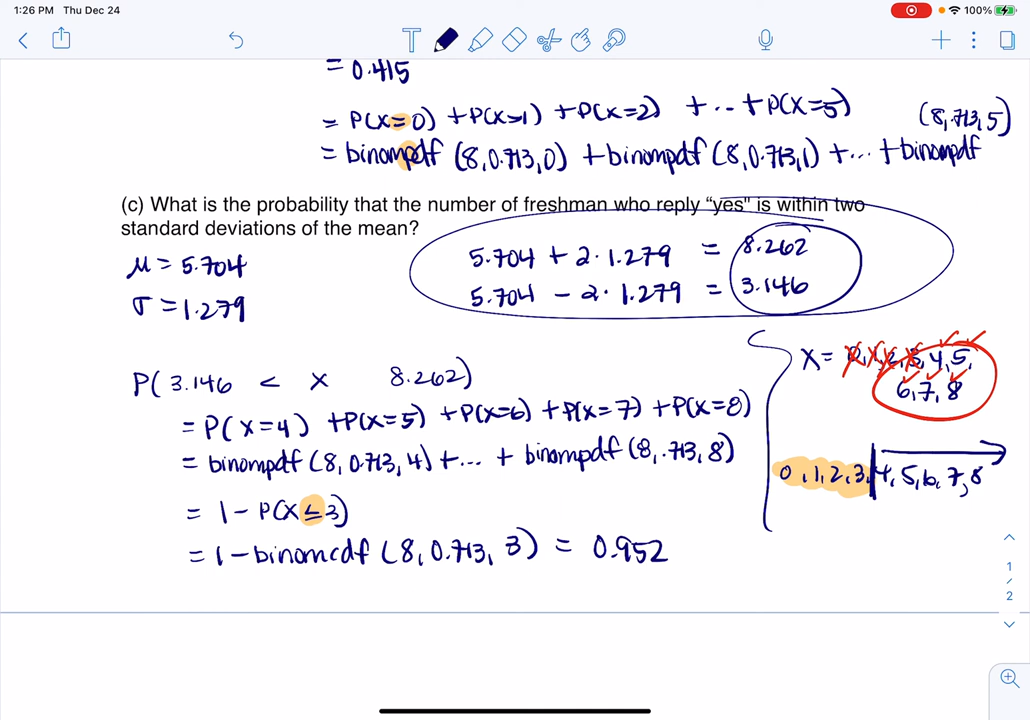 1:26 PM Thu Dec 24
100%
= 0.415
= P(X=0) + P(X=1) + P(X=2) + ... + P(X=5)
(8, .713, 5)
= binompdf (8, 0.713, 0) + binompdf (8, 0.713, 1) + ... + binompdf
(c) What is the probability that the number of freshman who reply "yes" is within two
standard deviations of the mean?
μ = 5.704
σ = 1.279
5.704 + 2 · 1.279 = 8.262
5.704 - 2 · 1.279 = 3.146
X = 0, 1, 2, 3, 4, 5,
6, 7, 8
P( 3.146 < X 8.262)
= P(X=4) + P(X=5) + P(X=6) + P(X=7) + P(X=8)
= binompdf (8, 0.713, 4) + ... + binompdf (8, .713, 8)
0, 1, 2, 3, 4, 5, 6, 7, 8
= 1 - P(X ≤ 3)
= 1 - binomcdf (8, 0.713, 3) = 0.952
1
/
2